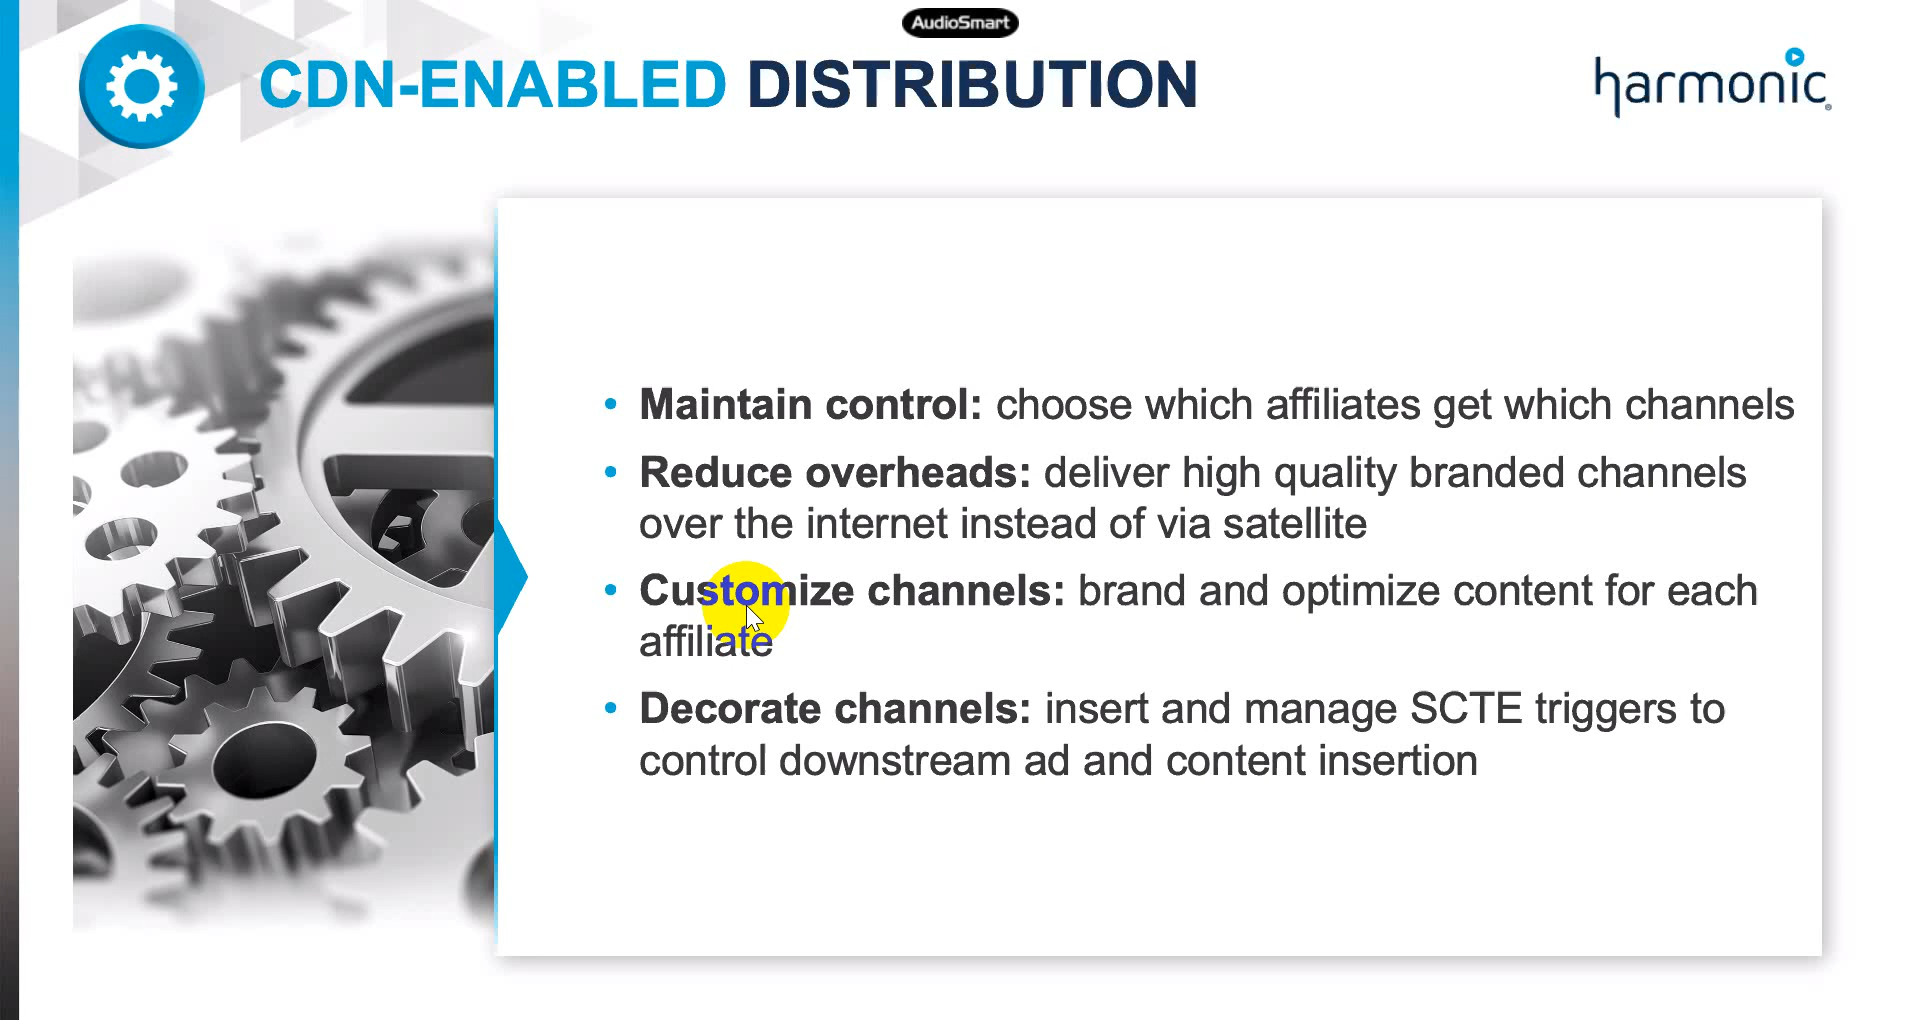 AudioSmart
CDN-ENABLED DISTRIBUTION
harmonic
• Maintain control: choose which affiliates get which channels
• Reduce overheads: deliver high quality branded channels
over the internet instead of via satellite
• Customize channels: brand and optimize content for each
affiliate
• Decorate channels: insert and manage SCTE triggers to
control downstream ad and content insertion